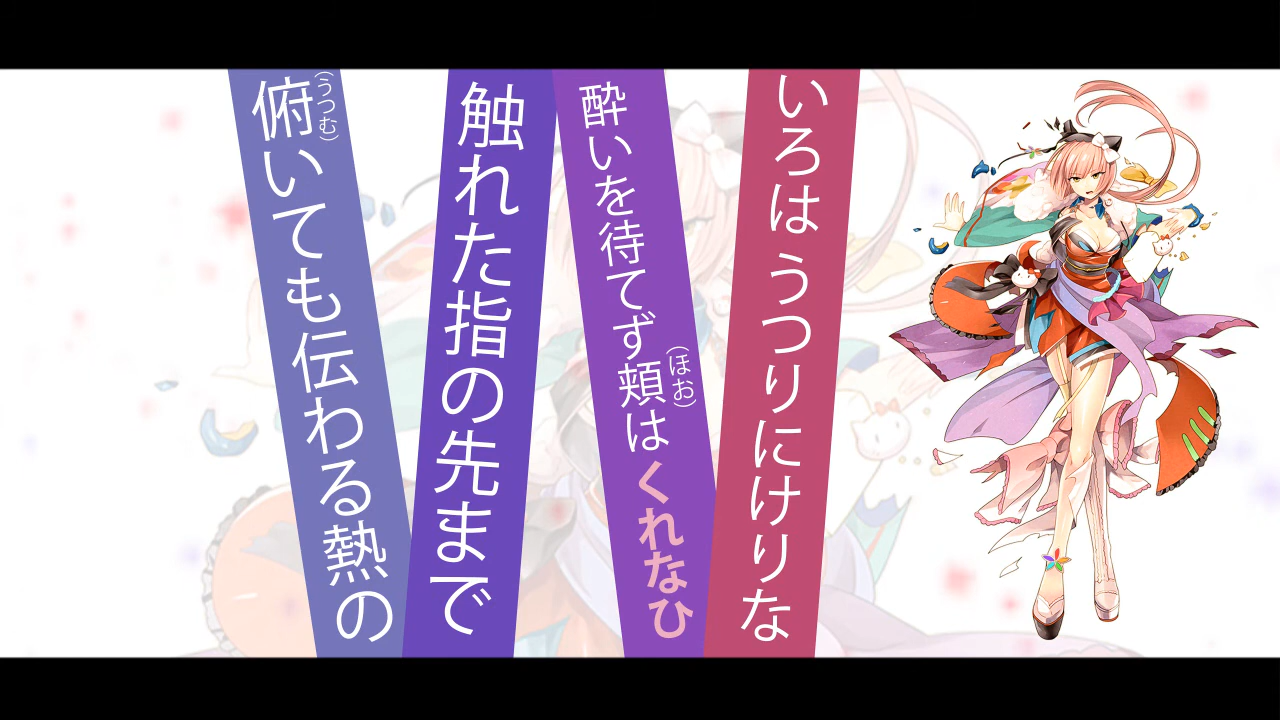 いろは うつりにけりな
酔いを待てず頬(ほお)は くれなひ
触れた指の先まで
俯(うつむ)いても伝わる熱の